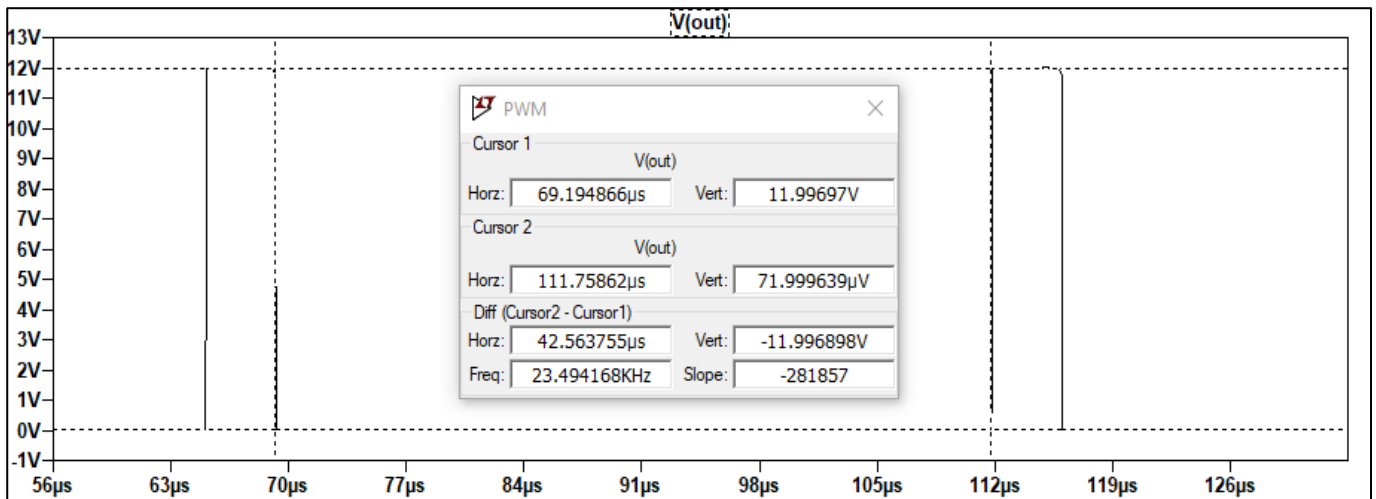 V(out)
13V
12V
11V
10V
9V
8V
7V
6V
5V
4V
3V
2V
1V
0V
-1V
PWM
Cursor 1
V(out)
Horz: 69.194866µs Vert: 11.99697V
Cursor 2
V(out)
Horz: 111.75862µs Vert: 71.999639µV
Diff (Cursor2 - Cursor1)
Horz: 42.563755µs Vert: -11.996898V
Freq: 23.494168KHz Slope: -281857
56µs 63µs 70µs 77µs 84µs 91µs 98µs 105µs 112µs 119µs 126µs